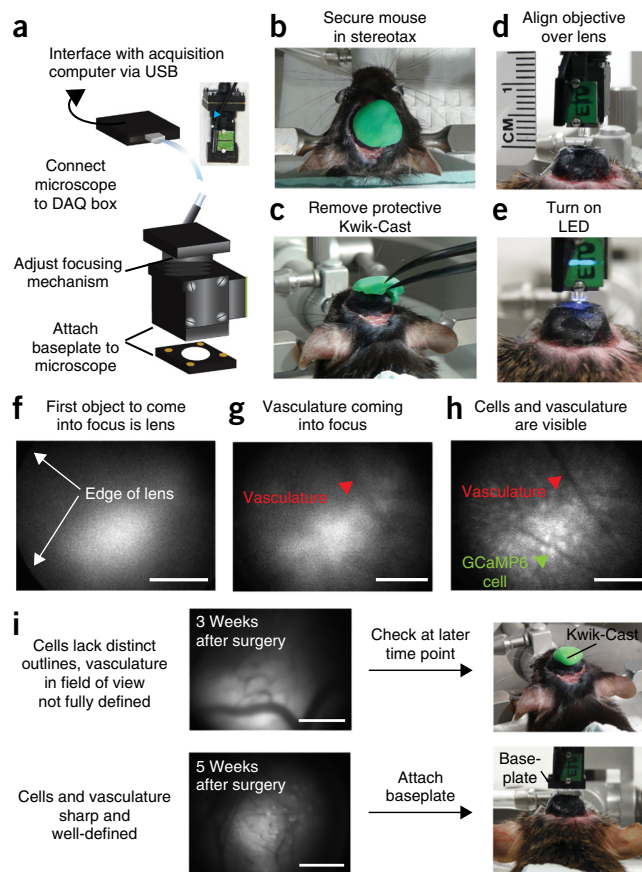 a
Interface with acquisition
computer via USB
Connect
microscope
to DAQ box
Adjust focusing
mechanism
Attach
baseplate to
microscope
b
Secure mouse
in stereotax
c
Remove protective
Kwik-Cast
d
Align objective
over lens
CM
1
e
Turn on
LED
f
First object to come
into focus is lens
Edge of lens
g
Vasculature coming
into focus
Vasculature
h
Cells and vasculature
are visible
Vasculature
GCaMP6
cell
i
Cells lack distinct
outlines, vasculature
in field of view
not fully defined
3 Weeks
after surgery
Check at later
time point
Kwik-Cast
Cells and vasculature
sharp and
well-defined
5 Weeks
after surgery
Attach
baseplate
Base-
plate